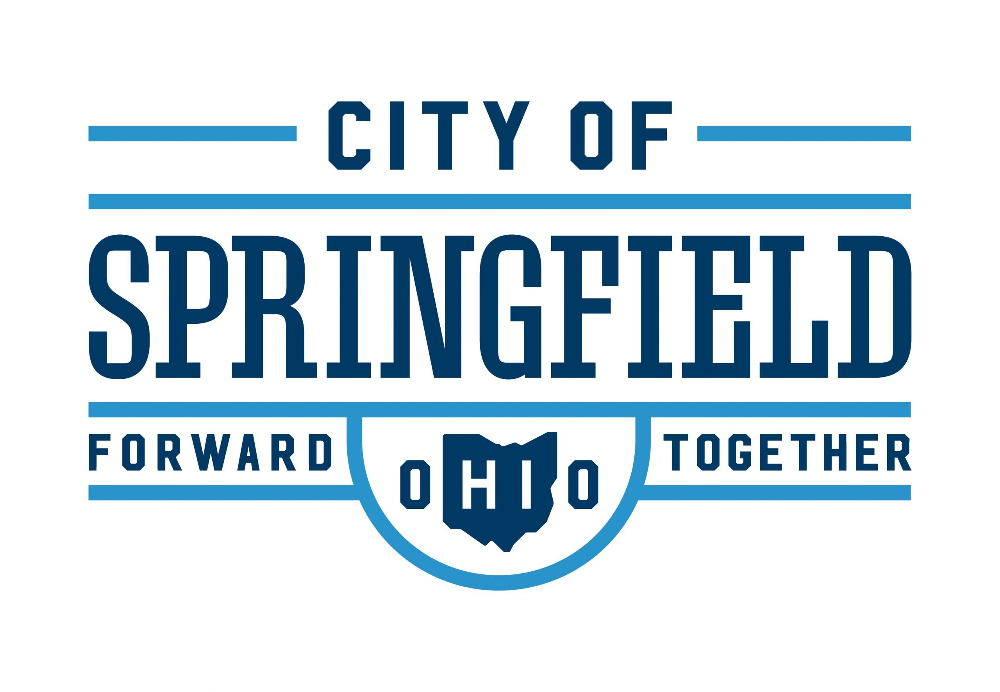 CITY OF
SPRINGFIELD
FORWARD TOGETHER
OHIO